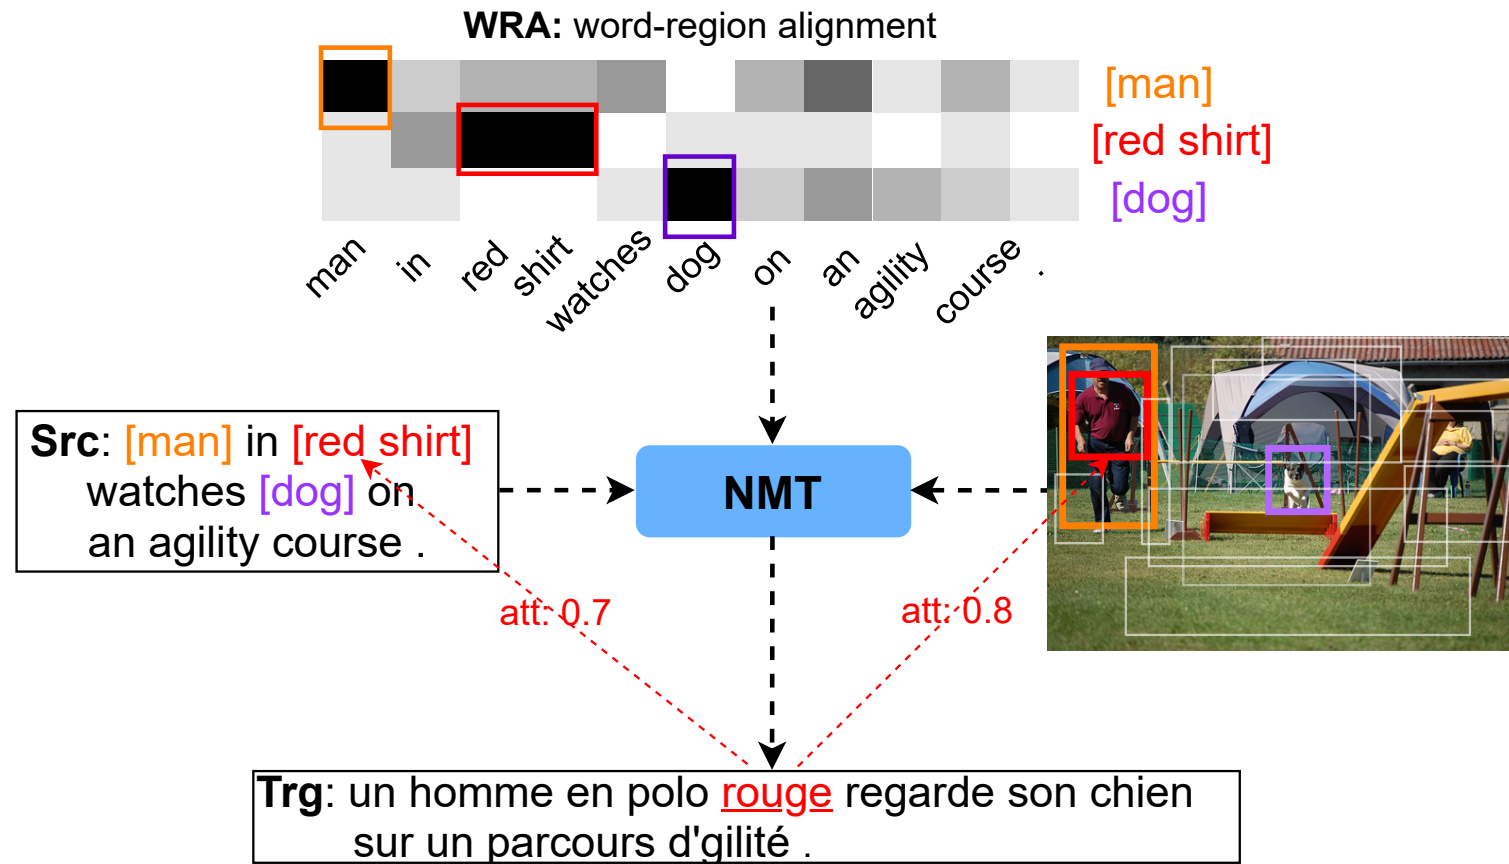 WRA: word-region alignment
[man]
[red shirt]
[dog]
man in red shirt watches dog on an agility course .
Src: [man] in [red shirt]
watches [dog] on
an agility course .
NMT
att: 0.7
att: 0.8
Trg: un homme en polo rouge regarde son chien
sur un parcours d'gilité .